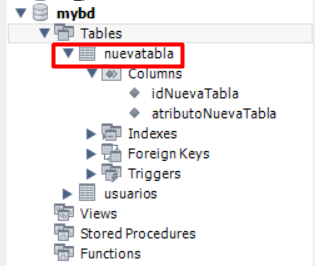 mybd
Tables
nuevatabla
Columns
idNuevaTabla
atributoNuevaTabla
Indexes
Foreign Keys
Triggers
usuarios
Views
Stored Procedures
Functions